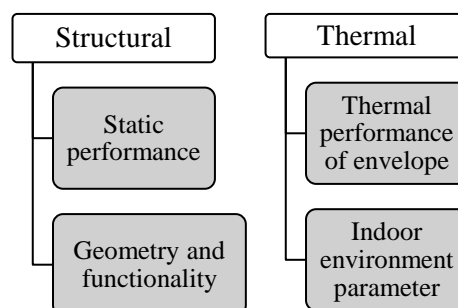 Structural
Static
performance
Geometry and
functionality
Thermal
Thermal
performance
of envelope
Indoor
environment
parameter